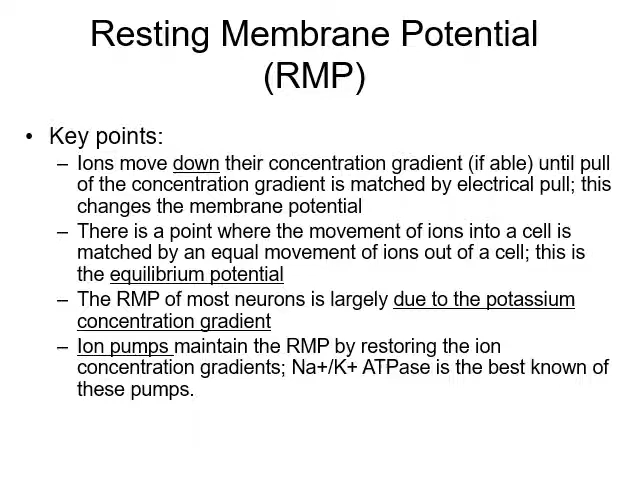 Resting Membrane Potential
(RMP)
• Key points:
– Ions move down their concentration gradient (if able) until pull
of the concentration gradient is matched by electrical pull; this
changes the membrane potential
– There is a point where the movement of ions into a cell is
matched by an equal movement of ions out of a cell; this is
the equilibrium potential
– The RMP of most neurons is largely due to the potassium
concentration gradient
– Ion pumps maintain the RMP by restoring the ion
concentration gradients; Na+/K+ ATPase is the best known of
these pumps.